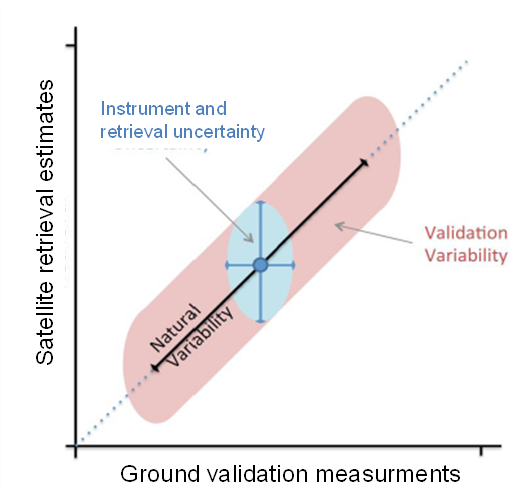 Satellite retrieval estimates
Instrument and
retrieval uncertainty
Validation
Variability
Natural
Variability
Ground validation measurments